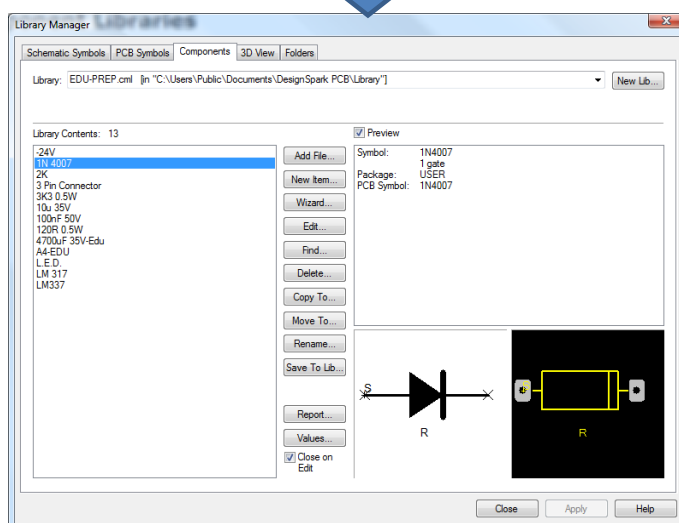 Library Manager
Schematic Symbols PCB Symbols Components 3D View Folders
Library: EDU-PREP.cml [in "C:\Users\Public\Documents\DesignSpark PCB\Library"] New Lib...
Library Contents: 13
Preview
-24V
1N 4007
2K
3 Pin Connector
3K3 0.5W
10u 35V
100nF 50V
120R 0.5W
4700uF 35V-Edu
A4-EDU
L.E.D.
LM 317
LM337
Add File...
New Item...
Wizard...
Edit...
Find...
Delete...
Copy To...
Move To...
Rename...
Save To Lib...
Report...
Values...
Close on
Edit
Symbol: 1N4007
1 gate
Package: USER
PCB Symbol: 1N4007
S
R
R
Close Apply Help